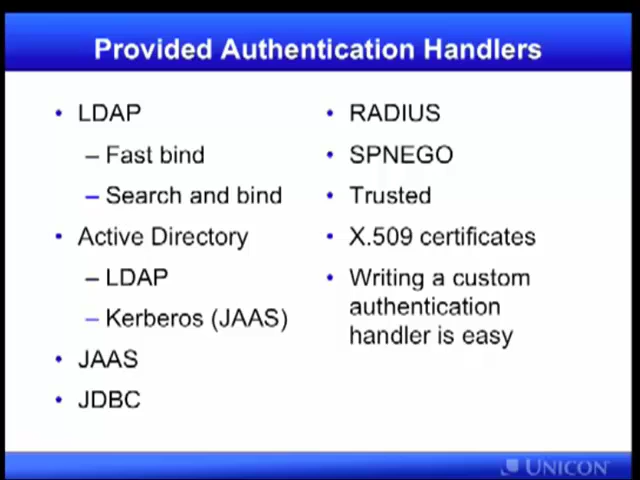 Provided Authentication Handlers
• LDAP
– Fast bind
– Search and bind
• Active Directory
– LDAP
– Kerberos (JAAS)
• JAAS
• JDBC
• RADIUS
• SPNEGO
• Trusted
• X.509 certificates
• Writing a custom
authentication
handler is easy
UNICON